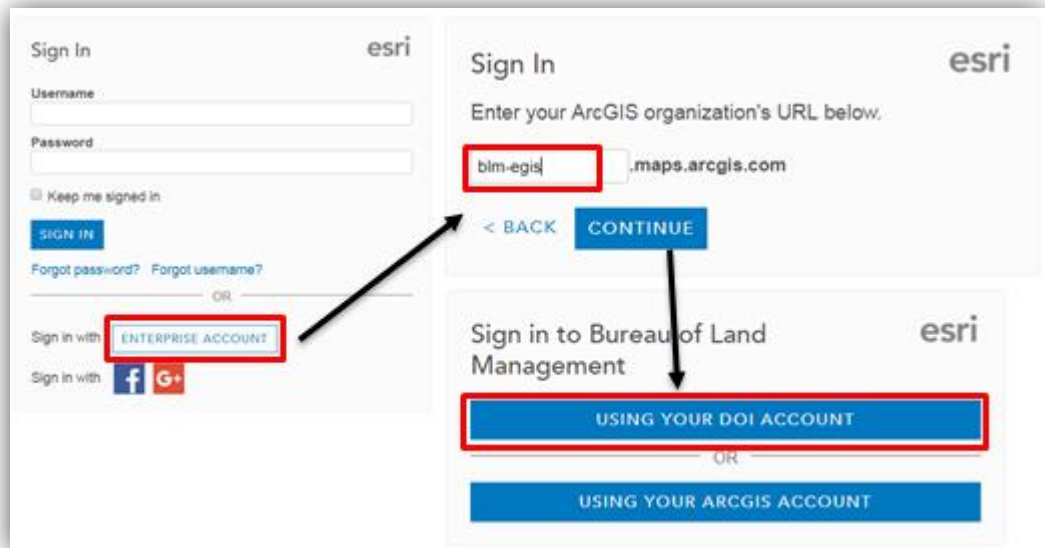 Sign In
esri
Username
Password
Keep me signed in
SIGN IN
Forgot password? Forgot username?
OR
Sign in with ENTERPRISE ACCOUNT
Sign in with f G+
Sign In
esri
Enter your ArcGIS organization's URL below.
blm-egis .maps.arcgis.com
< BACK CONTINUE
Sign in to Bureau of Land
Management
esri
USING YOUR DOI ACCOUNT
OR
USING YOUR ARCGIS ACCOUNT